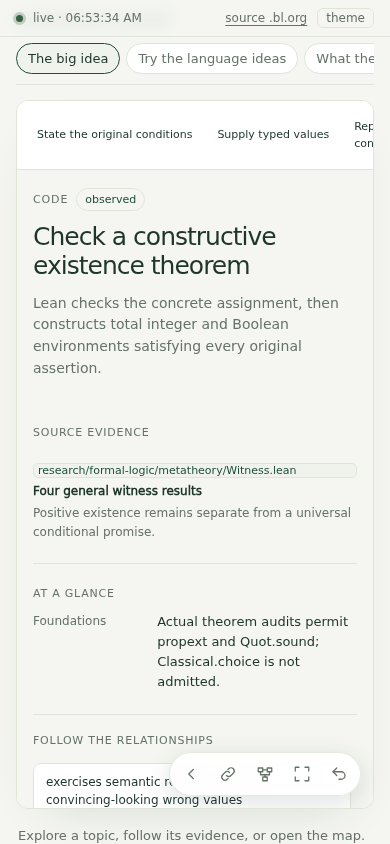 live · 06:53:34 AM
source .bl.org
theme
The big idea
Try the language ideas
What the
State the original conditions
Supply typed values
Rep
con
CODE
observed
Check a constructive
existence theorem
Lean checks the concrete assignment, then
constructs total integer and Boolean
environments satisfying every original
assertion.
SOURCE EVIDENCE
research/formal-logic/metatheory/Witness.lean
Four general witness results
Positive existence remains separate from a universal
conditional promise.
AT A GLANCE
Foundations
Actual theorem audits permit
propext and Quot.sound;
Classical.choice is not
admitted.
FOLLOW THE RELATIONSHIPS
exercises semantic re
convincing-looking wrong values
Explore a topic, follow its evidence, or open the map.